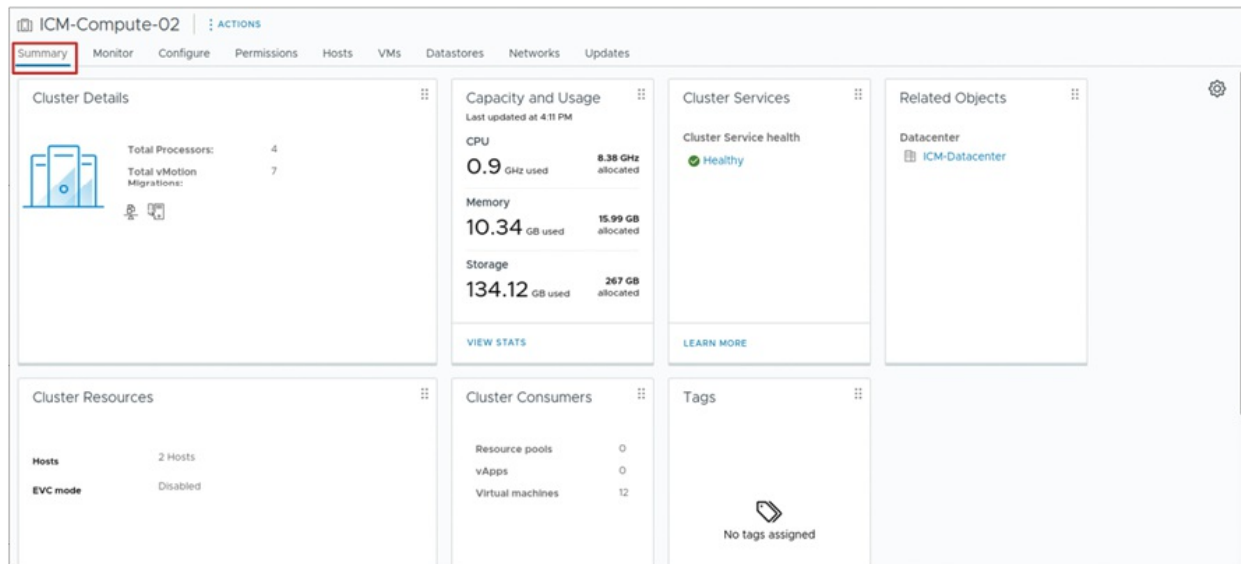 ICM-Compute-02 ACTIONS
Summary Monitor Configure Permissions Hosts VMs Datastores Networks Updates
Cluster Details
Total Processors: 4
Total vMotion 7
Migrations:
Capacity and Usage
Last updated at 4:11 PM
CPU
0.9 GHz used 8.38 GHz
allocated
Memory
10.34 GB used 15.99 GB
allocated
Storage
134.12 GB used 267 GB
allocated
VIEW STATS
Cluster Services
Cluster Service health
Healthy
LEARN MORE
Related Objects
Datacenter
ICM-Datacenter
Cluster Resources
Hosts 2 Hosts
EVC mode Disabled
Cluster Consumers
Resource pools 0
vApps 0
Virtual machines 12
Tags
No tags assigned